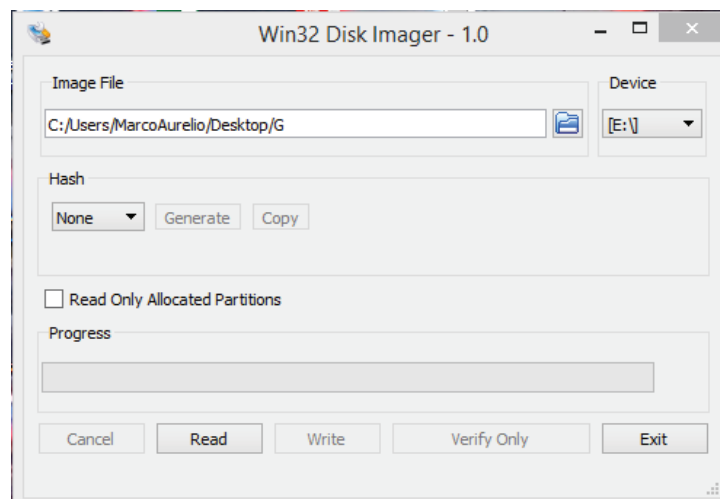 Win32 Disk Imager - 1.0
Image File
Device
C:/Users/MarcoAurelio/Desktop/G
[E:\]
Hash
None
Generate
Copy
Read Only Allocated Partitions
Progress
Cancel
Read
Write
Verify Only
Exit